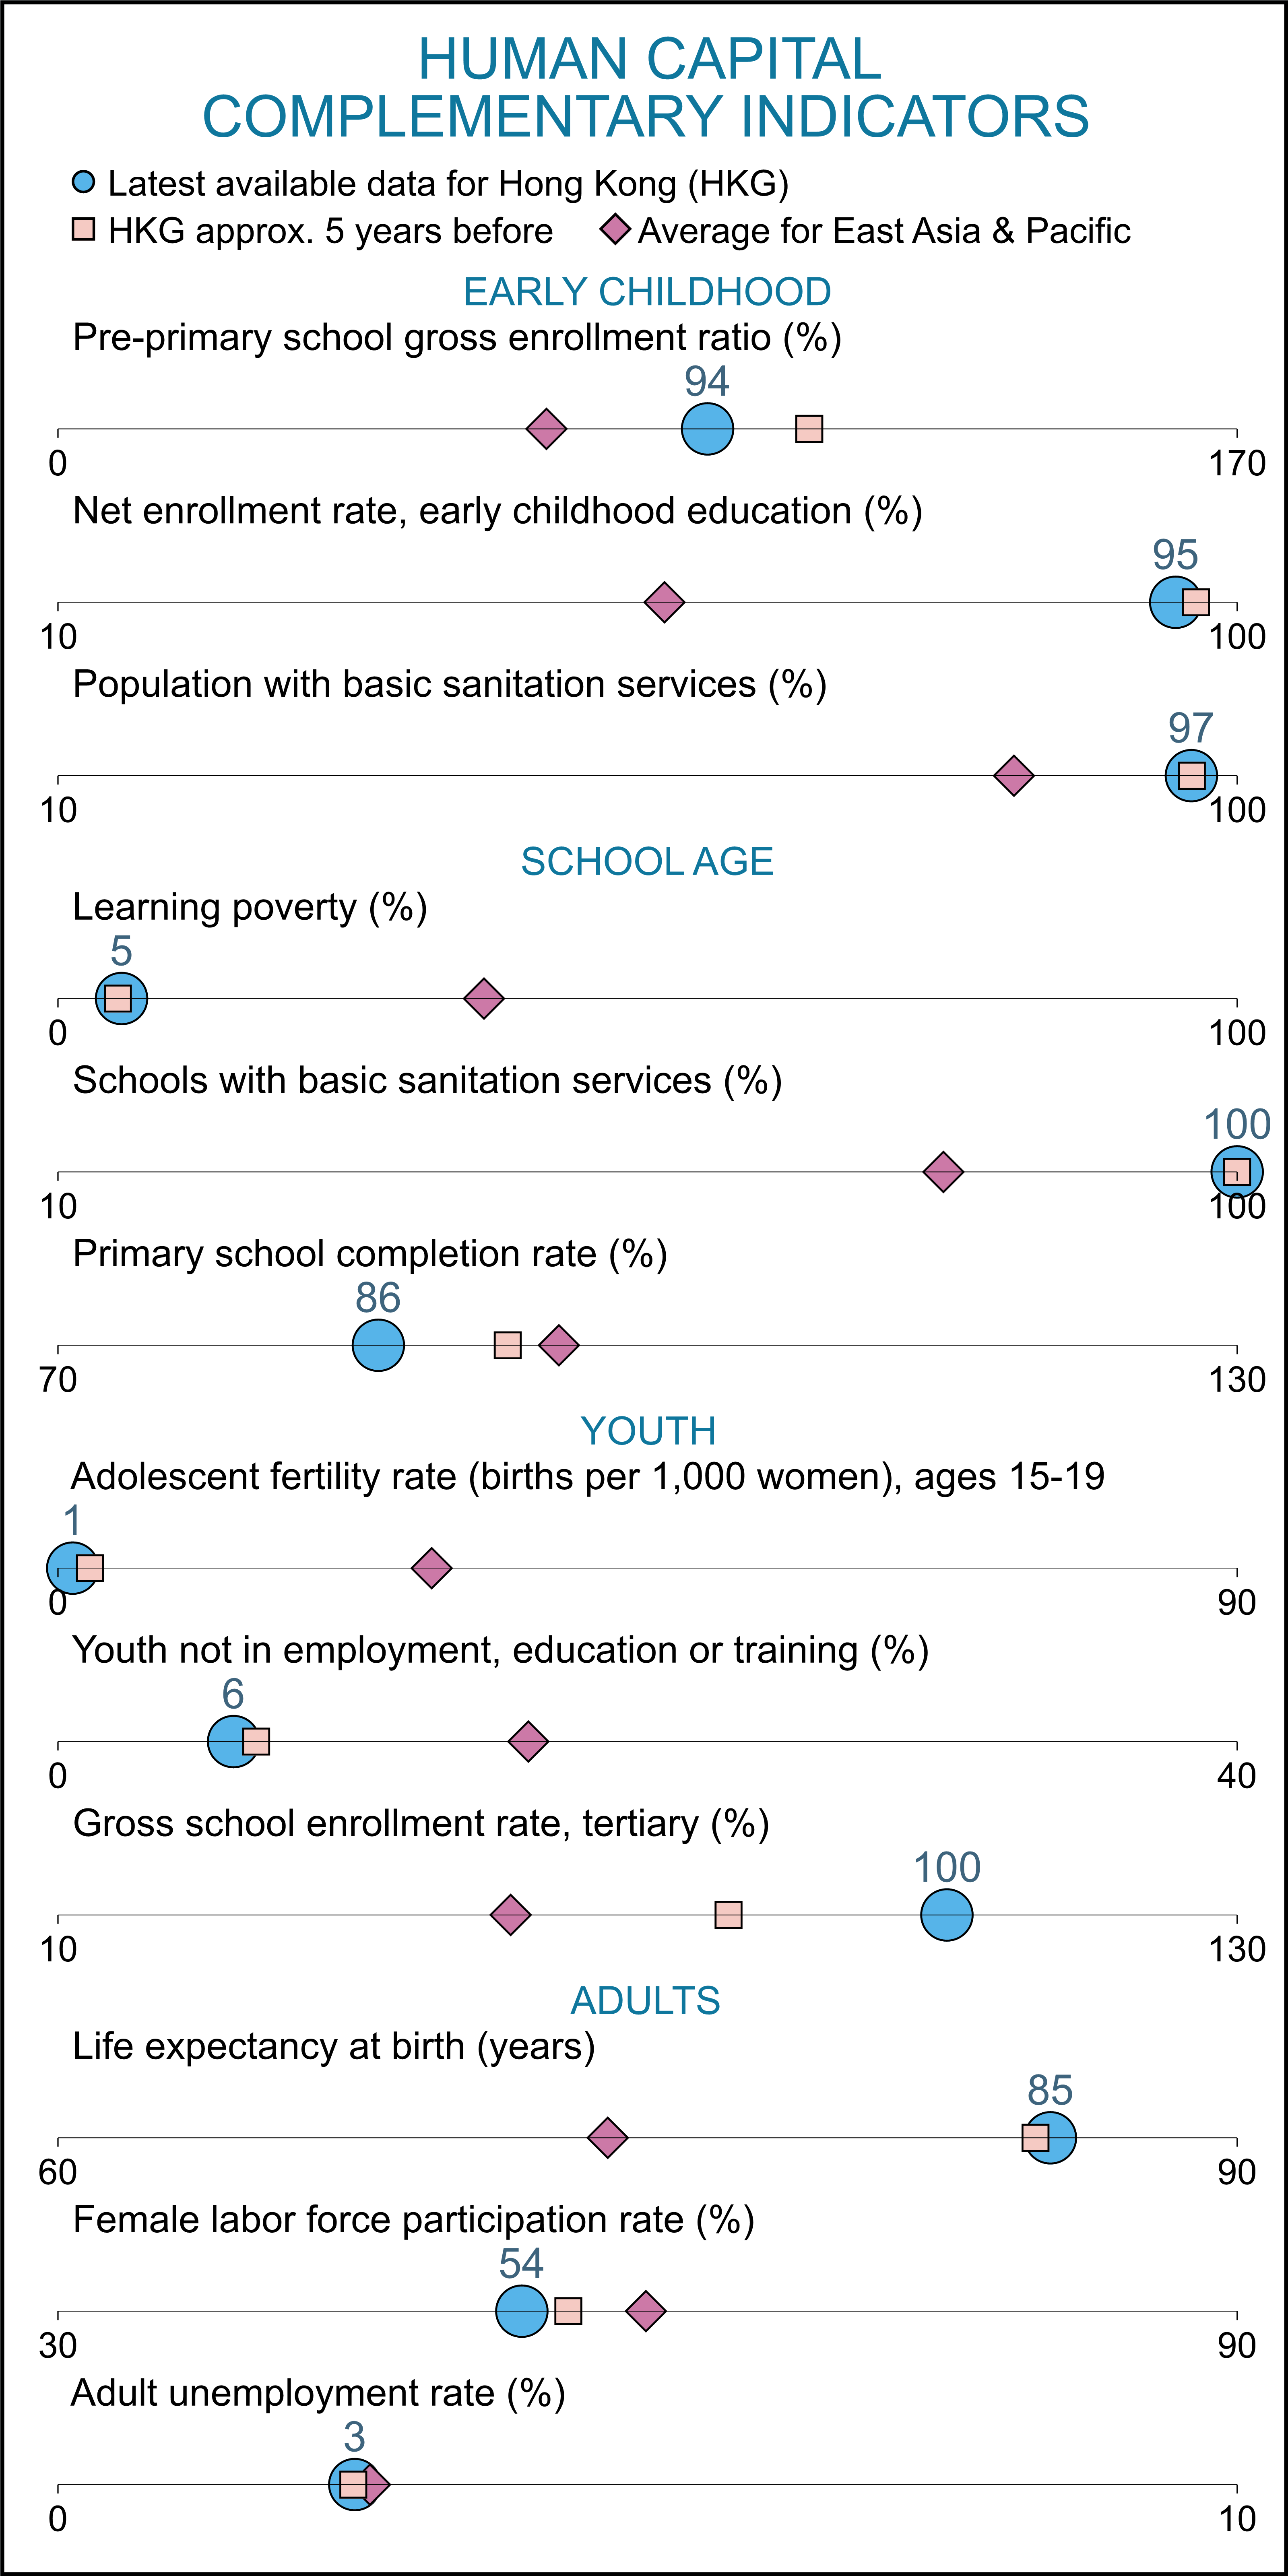 HUMAN CAPITAL
COMPLEMENTARY INDICATORS
Latest available data for Hong Kong (HKG)
HKG approx. 5 years before Average for East Asia & Pacific
EARLY CHILDHOOD
Pre-primary school gross enrollment ratio (%)
94
0 170
Net enrollment rate, early childhood education (%)
95
10 100
Population with basic sanitation services (%)
97
10 100
SCHOOL AGE
Learning poverty (%)
5
0 100
Schools with basic sanitation services (%)
100
10 100
Primary school completion rate (%)
86
70 130
YOUTH
Adolescent fertility rate (births per 1,000 women), ages 15-19
1
0 90
Youth not in employment, education or training (%)
6
0 40
Gross school enrollment rate, tertiary (%)
100
10 130
ADULTS
Life expectancy at birth (years)
85
60 90
Female labor force participation rate (%)
54
30 90
Adult unemployment rate (%)
3
0 10